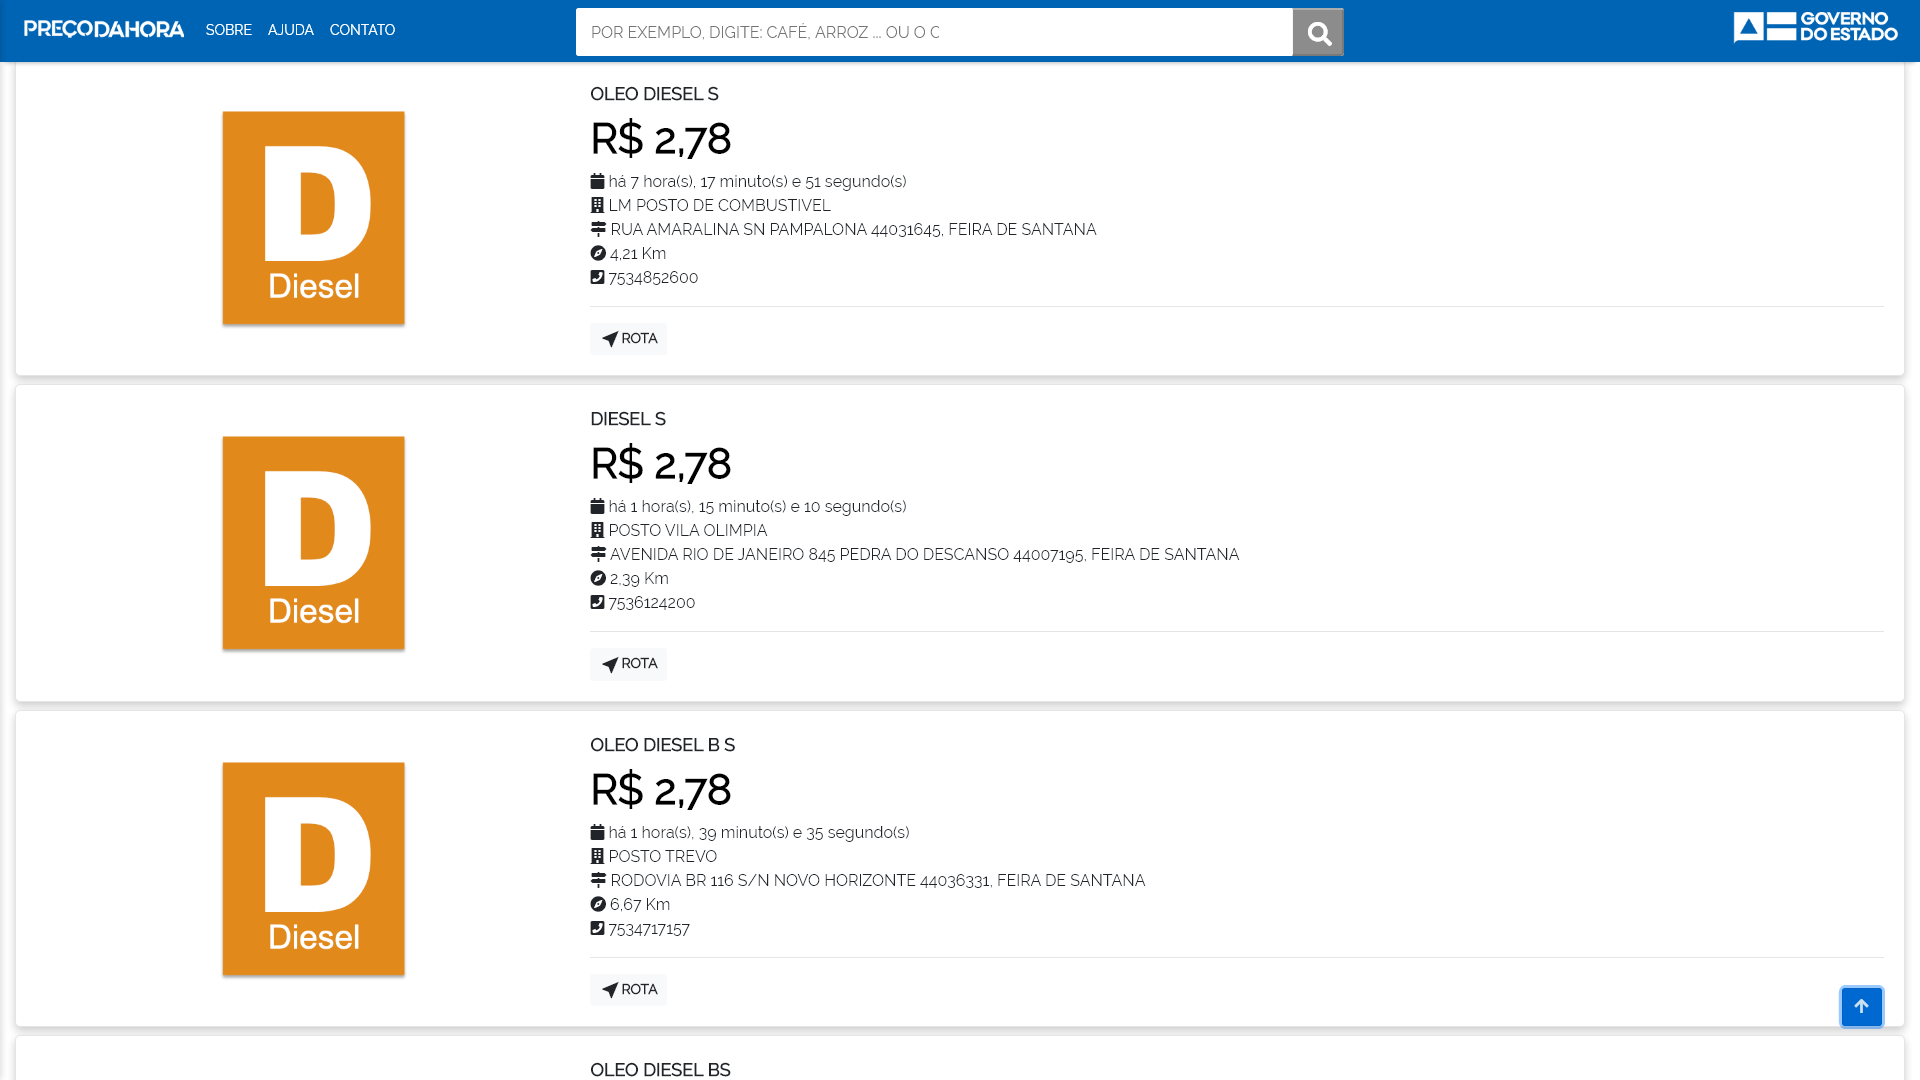 PREÇODAHORA SOBRE AJUDA CONTATO
POR EXEMPLO, DIGITE: CAFÉ, ARROZ ... OU O C
GOVERNO
DO ESTADO
D
Diesel
OLEO DIESEL S
R$ 2,78
há 7 hora(s), 17 minuto(s) e 51 segundo(s)
LM POSTO DE COMBUSTIVEL
RUA AMARALINA SN PAMPALONA 44031645, FEIRA DE SANTANA
4,21 Km
7534852600
ROTA
D
Diesel
DIESEL S
R$ 2,78
há 1 hora(s), 15 minuto(s) e 10 segundo(s)
POSTO VILA OLIMPIA
AVENIDA RIO DE JANEIRO 845 PEDRA DO DESCANSO 44007195, FEIRA DE SANTANA
2,39 Km
7536124200
ROTA
D
Diesel
OLEO DIESEL B S
R$ 2,78
há 1 hora(s), 39 minuto(s) e 35 segundo(s)
POSTO TREVO
RODOVIA BR 116 S/N NOVO HORIZONTE 44036331, FEIRA DE SANTANA
6,67 Km
7534717157
ROTA
OLEO DIESEL BS